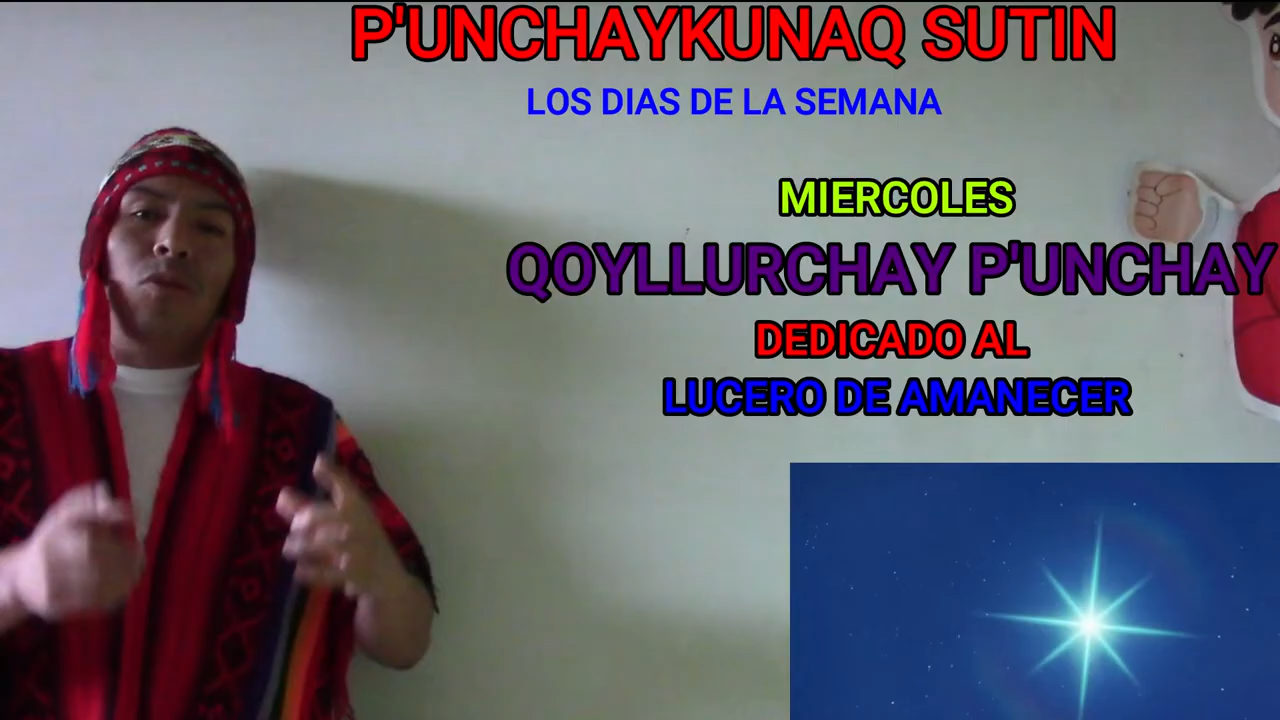 P'UNCHAYKUNAQ SUTIN
LOS DIAS DE LA SEMANA
MIERCOLES
QOYLLURCHAY P'UNCHAY
DEDICADO AL
LUCERO DE AMANECER